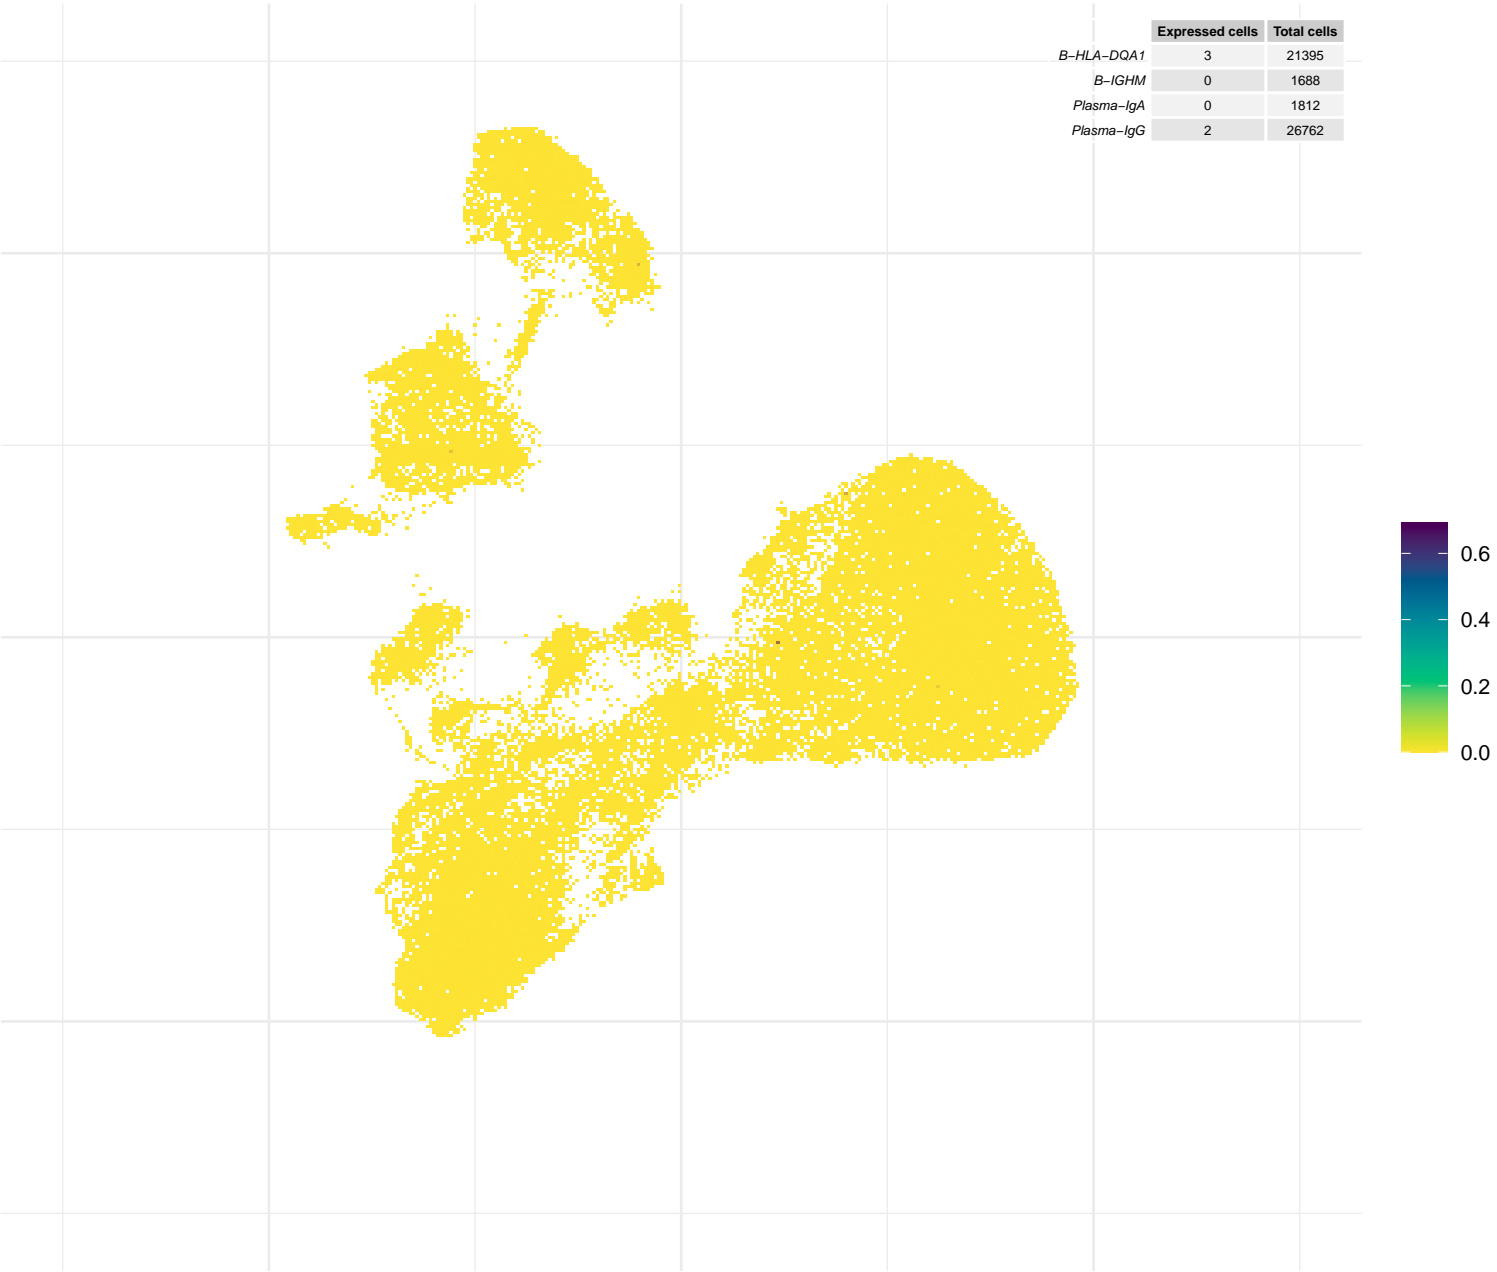 Expressed cells Total cells
B−HLA−DQA1 3 21395
B−IGHM 0 1688
Plasma−IgA 0 1812
Plasma−IgG 2 26762
0.6
0.4
0.2
0.0